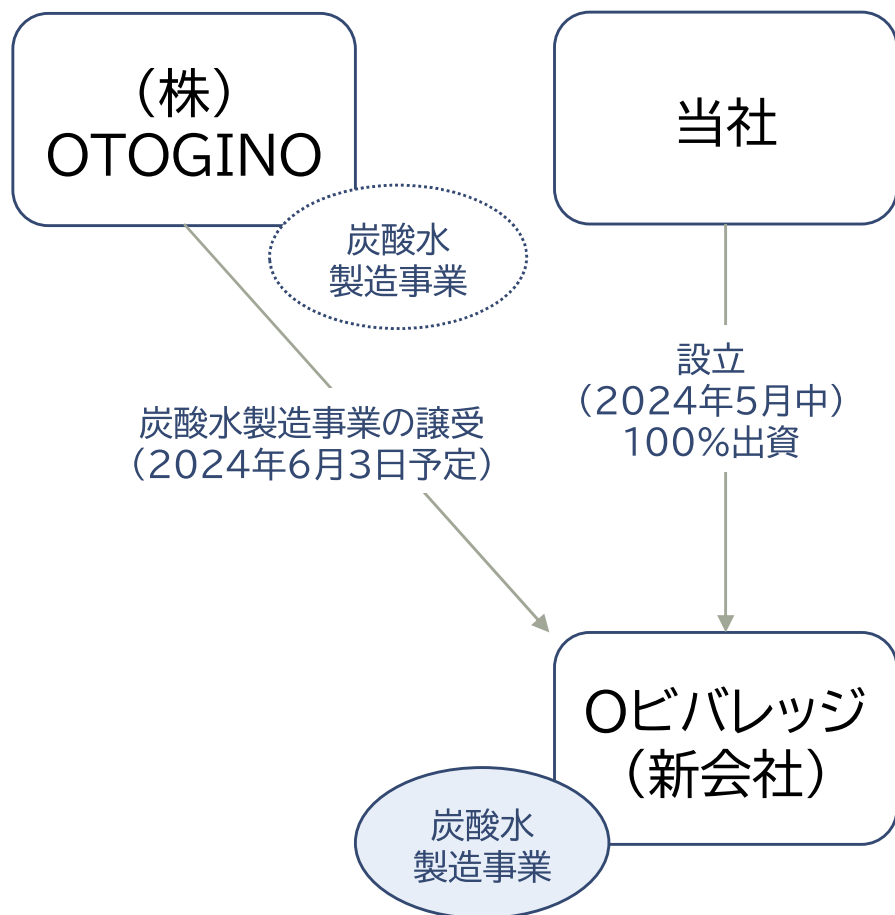 （株）
OTOGINO
当社
炭酸水
製造事業
設立
（2024年5月中）
100%出資
炭酸水製造事業の譲受
（2024年6月3日予定）
Oビバレッジ
（新会社）
炭酸水
製造事業